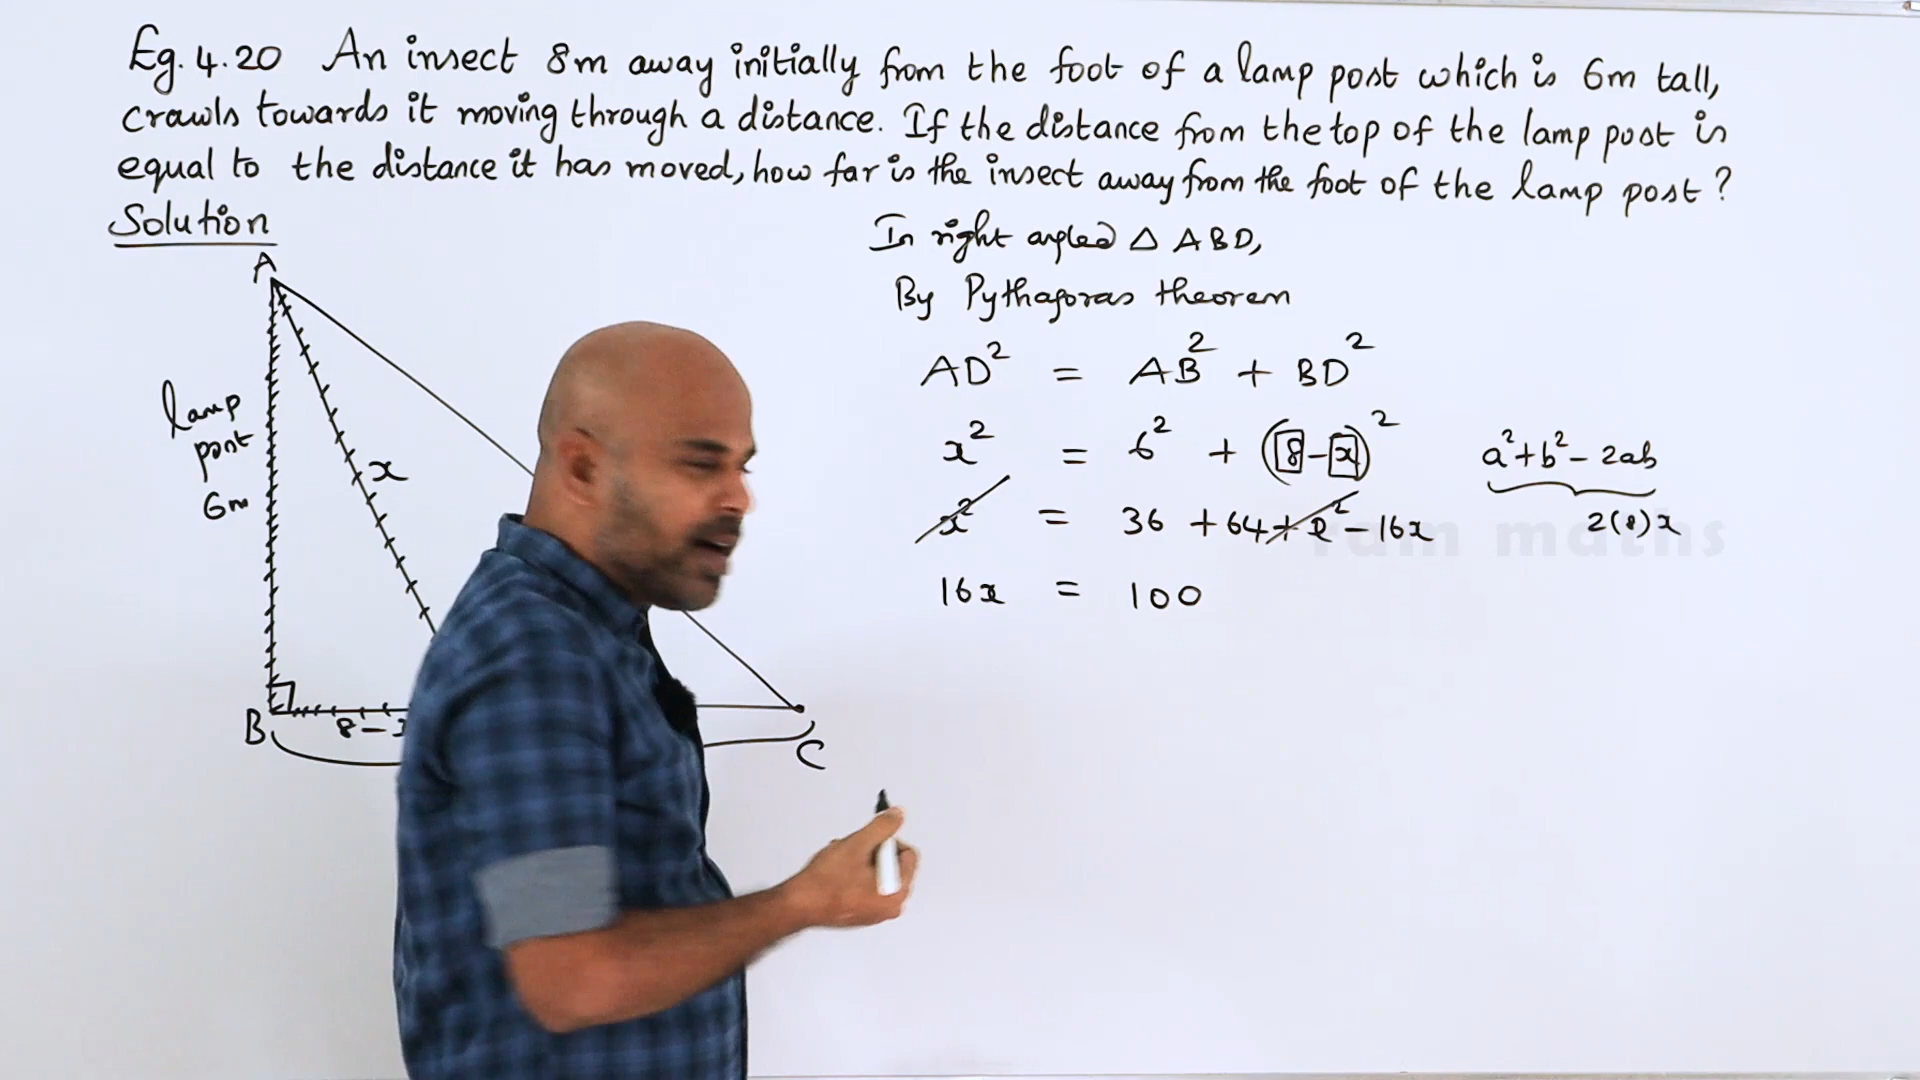 Eg. 4.20 An insect 8m away initially from the foot of a lamp post which is 6m tall,
crawls towards it moving through a distance. If the distance from the top of the lamp post is
equal to the distance it has moved, how far is the insect away from the foot of the lamp post?
Solution
A
lamp
post
6m
x
B
8 –
C
In right angled △ ABD,
By Pythagoras theorem
AD² = AB² + BD²
x² = 6² + (8 - x)²
a² + b² - 2ab
x² = 36 + 64 + x² - 16x
2(8)x
16x = 100
ram maths